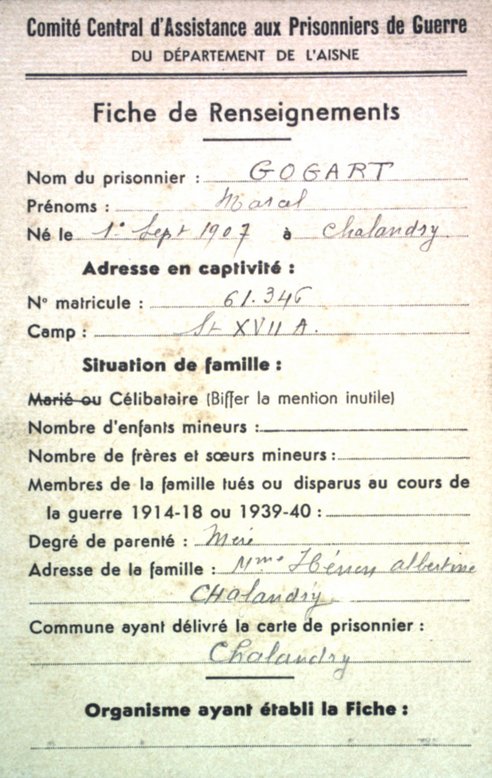 Comité Central d'Assistance aux Prisonniers de Guerre
DU DÉPARTEMENT DE L'AISNE
Fiche de Renseignements
Nom du prisonnier : GOGART
Prénoms : Marcel
Né le 1° Sept 1907 à Chalandry
Adresse en captivité :
N° matricule : 61.346
Camp : St XVII A.
Situation de famille :
Marié ou Célibataire (Biffer la mention inutile)
Nombre d'enfants mineurs :
Nombre de frères et sœurs mineurs :
Membres de la famille tués ou disparus au cours de
la guerre 1914-18 ou 1939-40 :
Degré de parenté : Mère
Adresse de la famille : Mme albertine
CHalandry
Commune ayant délivré la carte de prisonnier :
Chalandry
Organisme ayant établi la Fiche :